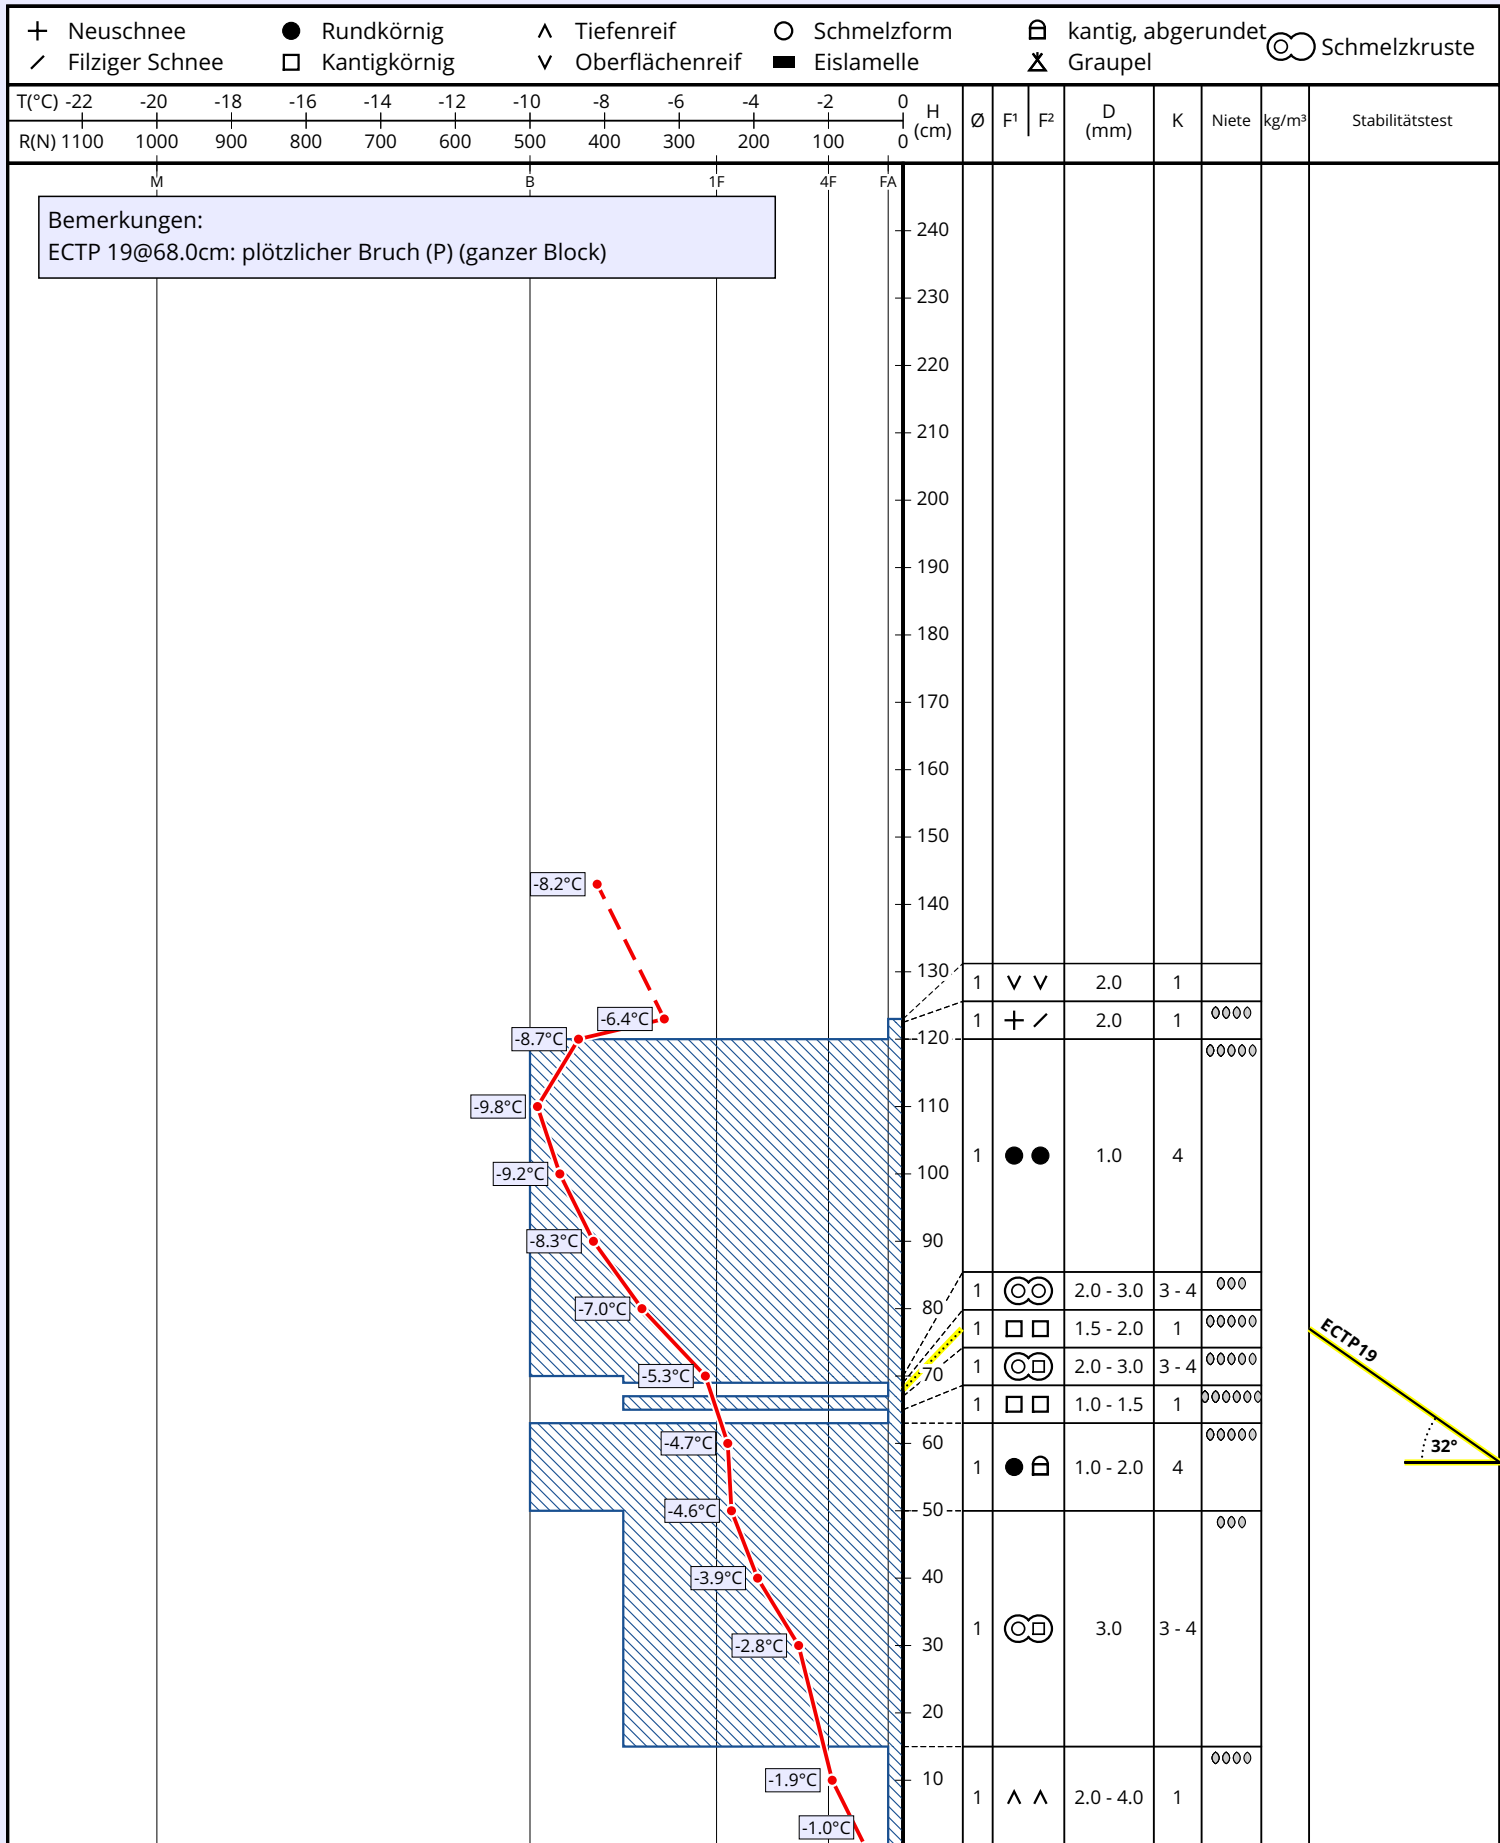 Neuschnee Rundkörnig Tiefenreif Schmelzform kantig, abgerundet Schmelzkruste
Filziger Schnee Kantigkörnig Oberflächenreif Eislamelle Graupel
T(°C) -22 -20 -18 -16 -14 -12 -10 -8 -6 -4 -2 0
R(N) 1100 1000 900 800 700 600 500 400 300 200 100 0
H (cm) Ø F¹ F² D (mm) K Niete kg/m³ Stabilitätstest
M B 1F 4F FA
Bemerkungen:
ECTP 19@68.0cm: plötzlicher Bruch (P) (ganzer Block)
240
230
220
210
200
190
180
170
160
150
-8.2°C
140
130
1 2.0 1
-6.4°C 1 2.0 1
-8.7°C 120
-9.8°C 110
1 1.0 4
-9.2°C 100
-8.3°C 90
1 2.0 - 3.0 3 - 4
-7.0°C 80
1 1.5 - 2.0 1
ECTP19
1 2.0 - 3.0 3 - 4
-5.3°C 70
1 1.0 - 1.5 1
-4.7°C 60
32°
1 1.0 - 2.0 4
-4.6°C 50
-3.9°C 40
1 3.0 3 - 4
-2.8°C 30
20
-1.9°C 10
1 2.0 - 4.0 1
-1.0°C